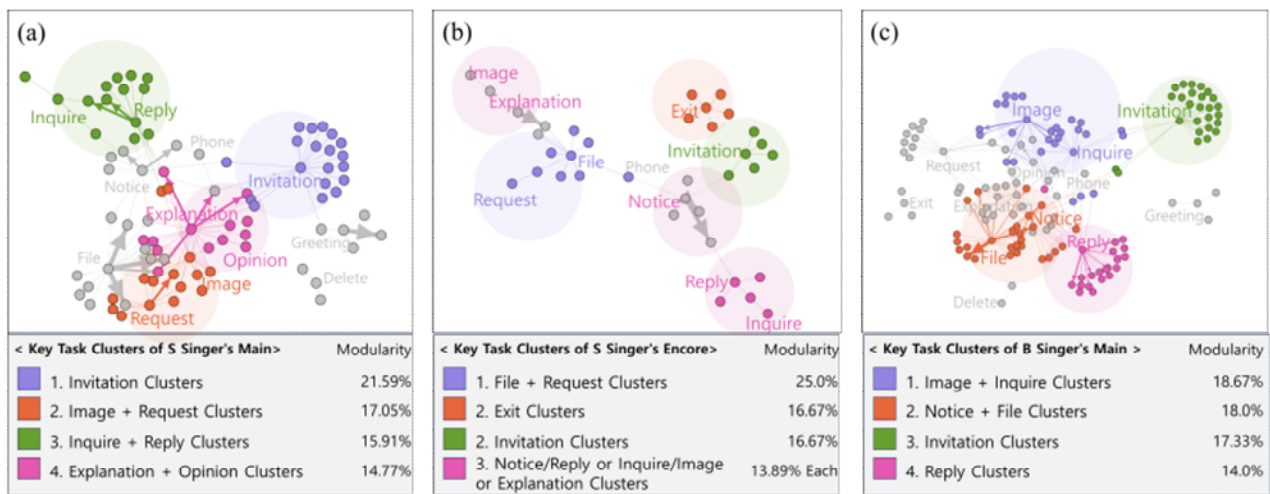 (a)
Inquire
Reply
Phone
Notice
Invitation
Explanation
Opinion
Greeting
File
Image
Delete
Request
< Key Task Clusters of S Singer's Main> Modularity
1. Invitation Clusters 21.59%
2. Image + Request Clusters 17.05%
3. Inquire + Reply Clusters 15.91%
4. Explanation + Opinion Clusters 14.77%
(b)
Image
Explanation
Exit
File
Phone
Invitation
Request
Notice
Reply
Inquire
< Key Task Clusters of S Singer's Encore> Modularity
1. File + Request Clusters 25.0%
2. Exit Clusters 16.67%
2. Invitation Clusters 16.67%
3. Notice/Reply or Inquire/Image
or Explanation Clusters 13.89% Each
(c)
Image
Invitation
Inquire
Request
Opinion
Phone
Exit
Explanation
Notice
Greeting
Reply
File
Delete
< Key Task Clusters of B Singer's Main > Modularity
1. Image + Inquire Clusters 18.67%
2. Notice + File Clusters 18.0%
3. Invitation Clusters 17.33%
4. Reply Clusters 14.0%